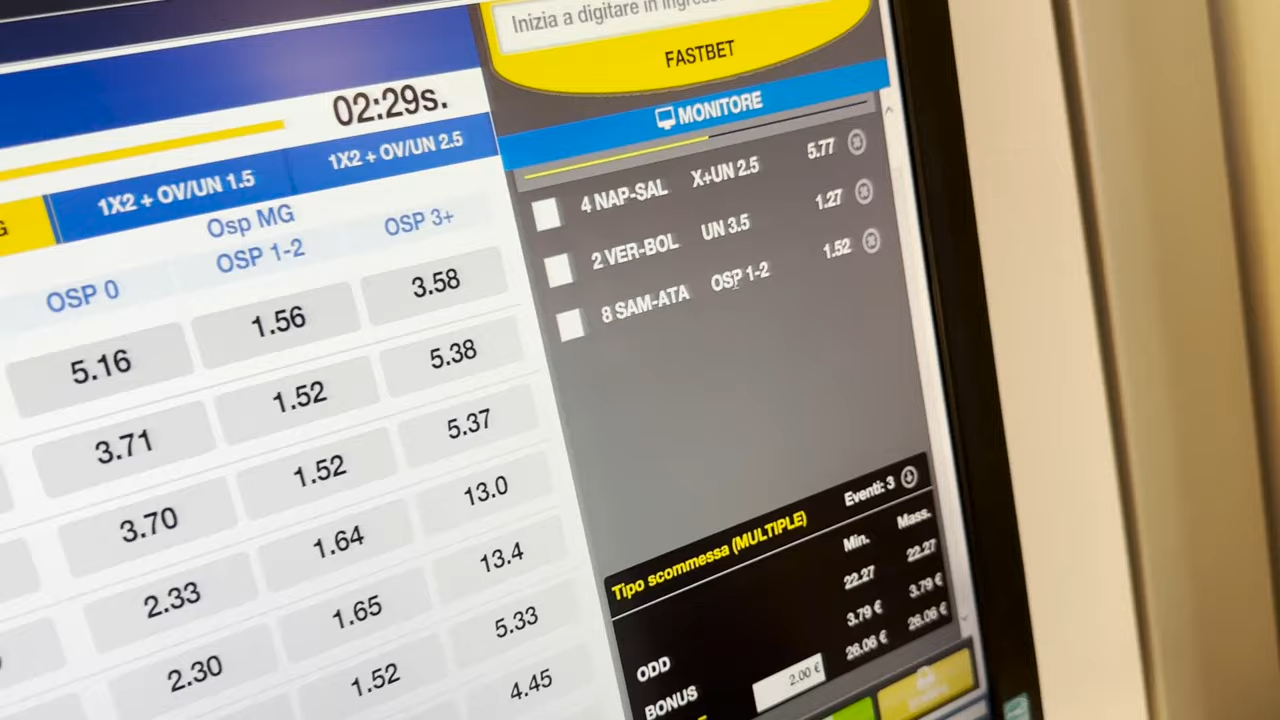 Inizia a digitare in
FASTBET
MONITORE
02:29s.
G
1X2 + OV/UN 1.5
1X2 + OV/UN 2.5
Osp MG
OSP 0
OSP 1-2
OSP 3+
5.16 1.56 3.58
3.71 1.52 5.38
3.70 1.52 5.37
2.33 1.64 13.0
2.30 1.65 13.4
1.52 5.33
4.45
4 NAP-SAL X+UN 2.5 5.77
2 VER-BOL UN 3.5 1.27
8 SAM-ATA OSP 1-2 1.52
Eventi: 3
Tipo scommessa (MULTIPLE)
Min. Mass.
ODD 22.27 22.27
BONUS 3.79 € 3.79 €
2.00 € 26.06 € 26.06 €